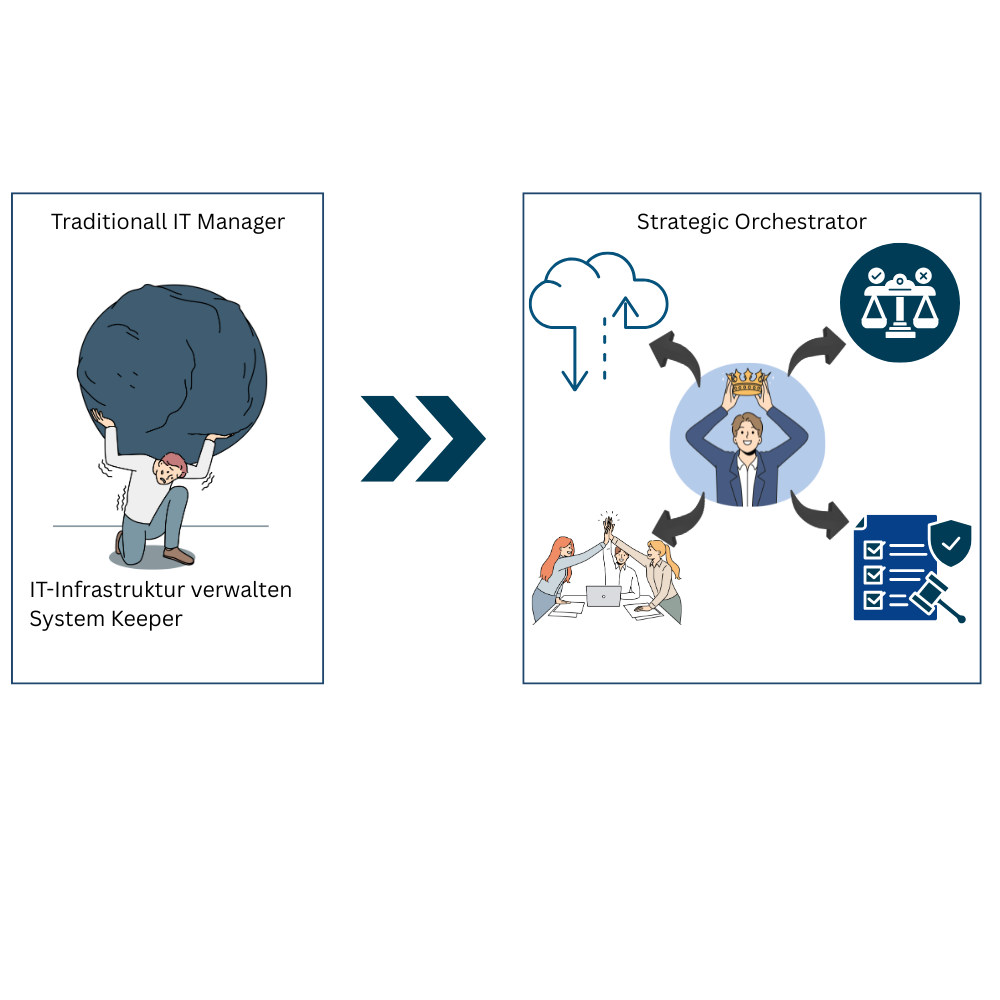 Traditionall IT Manager
Strategic Orchestrator
IT-Infrastruktur verwalten
System Keeper